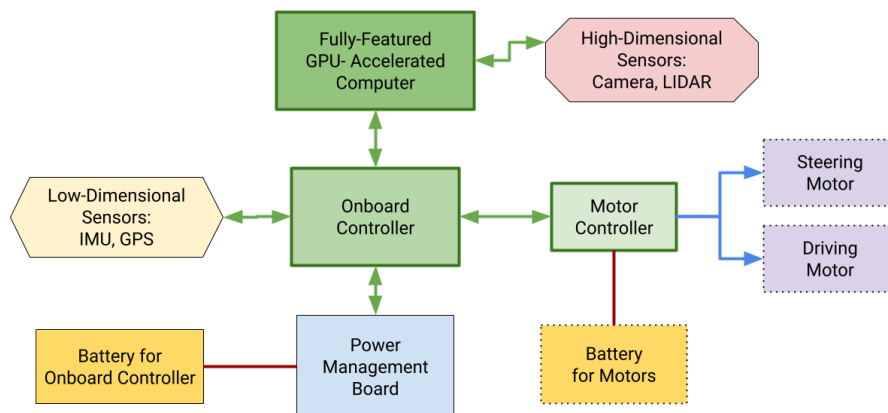 Fully-Featured
GPU- Accelerated
Computer
High-Dimensional
Sensors:
Camera, LIDAR
Low-Dimensional
Sensors:
IMU, GPS
Onboard
Controller
Motor
Controller
Steering
Motor
Driving
Motor
Battery for
Onboard Controller
Power
Management
Board
Battery
for Motors